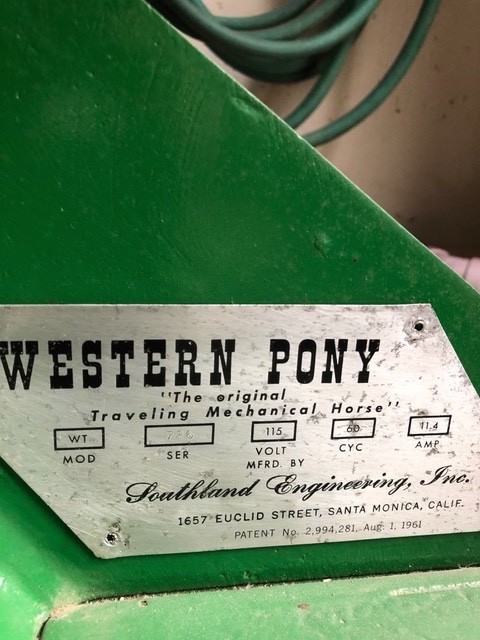 WESTERN PONY
"The original
Traveling Mechanical Horse"
WT 115 60 11.4
MOD SER VOLT CYC AMP
MFRD. BY
Southland Engineering, Inc.
1657 EUCLID STREET, SANTA MONICA, CALIF.
PATENT No. 2,994,281, Aug. 1, 1961